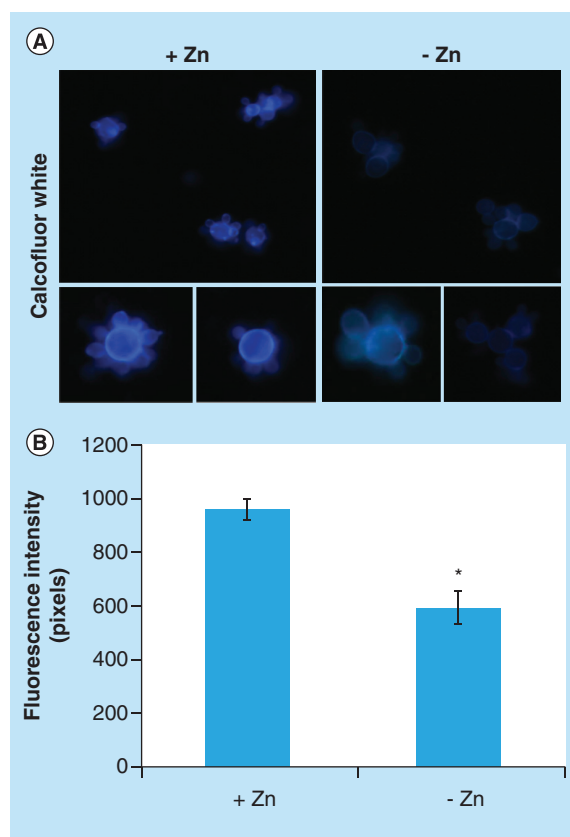 A
+ Zn
- Zn
Calcofluor white
B
Fluorescence intensity
(pixels)
1200
1000
800
600
400
200
0
*
+ Zn
- Zn